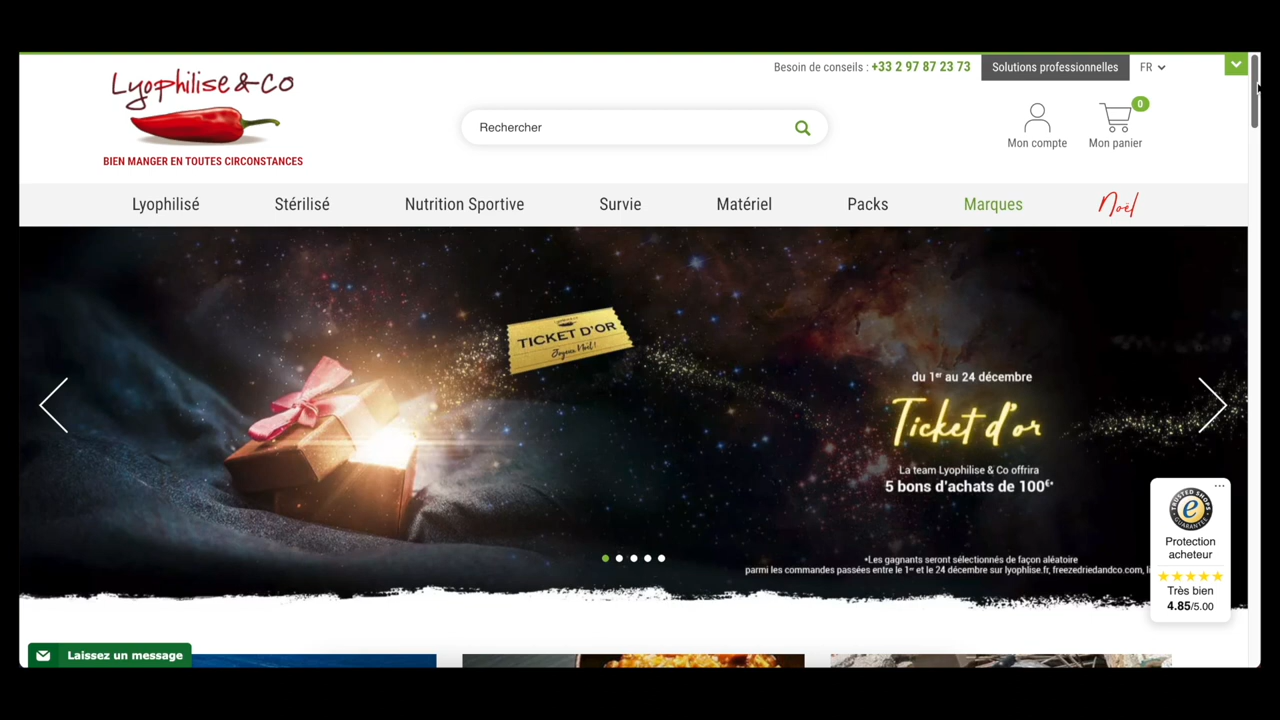 Besoin de conseils : +33 2 97 87 23 73
Solutions professionnelles
FR
Lyophilise & Co
BIEN MANGER EN TOUTES CIRCONSTANCES
Rechercher
0
Mon compte
Mon panier
Lyophilisé
Stérilisé
Nutrition Sportive
Survie
Matériel
Packs
Marques
Noël
TICKET D'OR
Joyeux Noël !
du 1er au 24 décembre
Ticket d'or
La team Lyophilise & Co offrira
5 bons d'achats de 100€*
*Les gagnants seront sélectionnés de façon aléatoire
parmi les commandes passées entre le 1er et le 24 décembre sur lyophilise.fr, freezedriedandco.com, l
TRUSTED SHOPS
GUARANTEE
e
Protection
acheteur
Très bien
4.85/5.00
Laissez un message